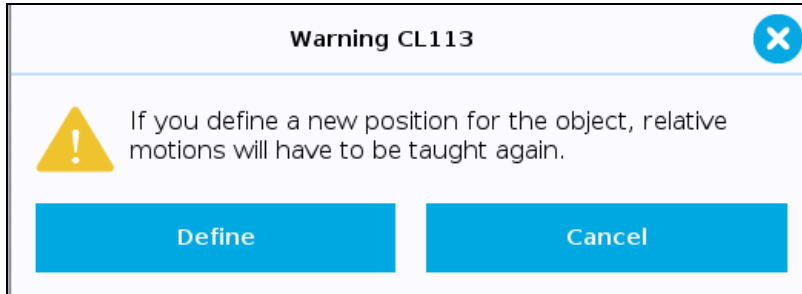 Warning CL113
If you define a new position for the object, relative
motions will have to be taught again.
Define
Cancel